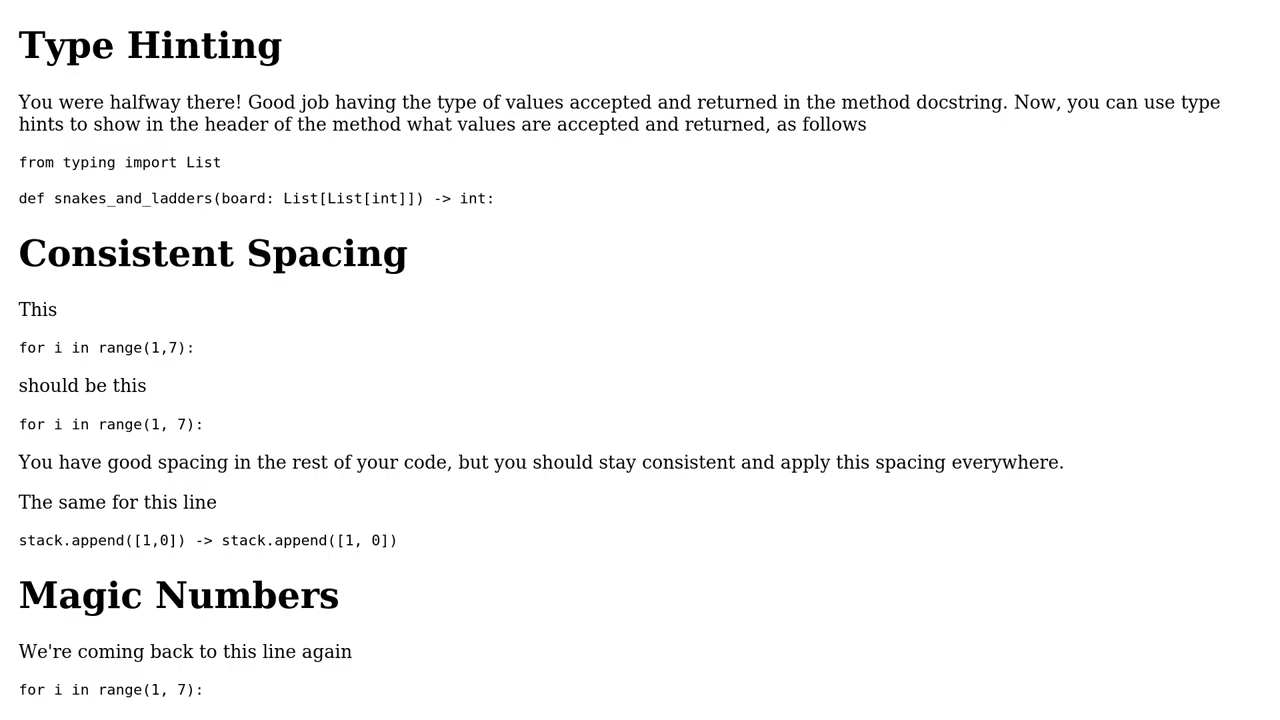 Type Hinting
You were halfway there! Good job having the type of values accepted and returned in the method docstring. Now, you can use type
hints to show in the header of the method what values are accepted and returned, as follows
from typing import List
def snakes_and_ladders(board: List[List[int]]) -> int:
Consistent Spacing
This
for i in range(1,7):
should be this
for i in range(1, 7):
You have good spacing in the rest of your code, but you should stay consistent and apply this spacing everywhere.
The same for this line
stack.append([1,0]) -> stack.append([1, 0])
Magic Numbers
We're coming back to this line again
for i in range(1, 7):